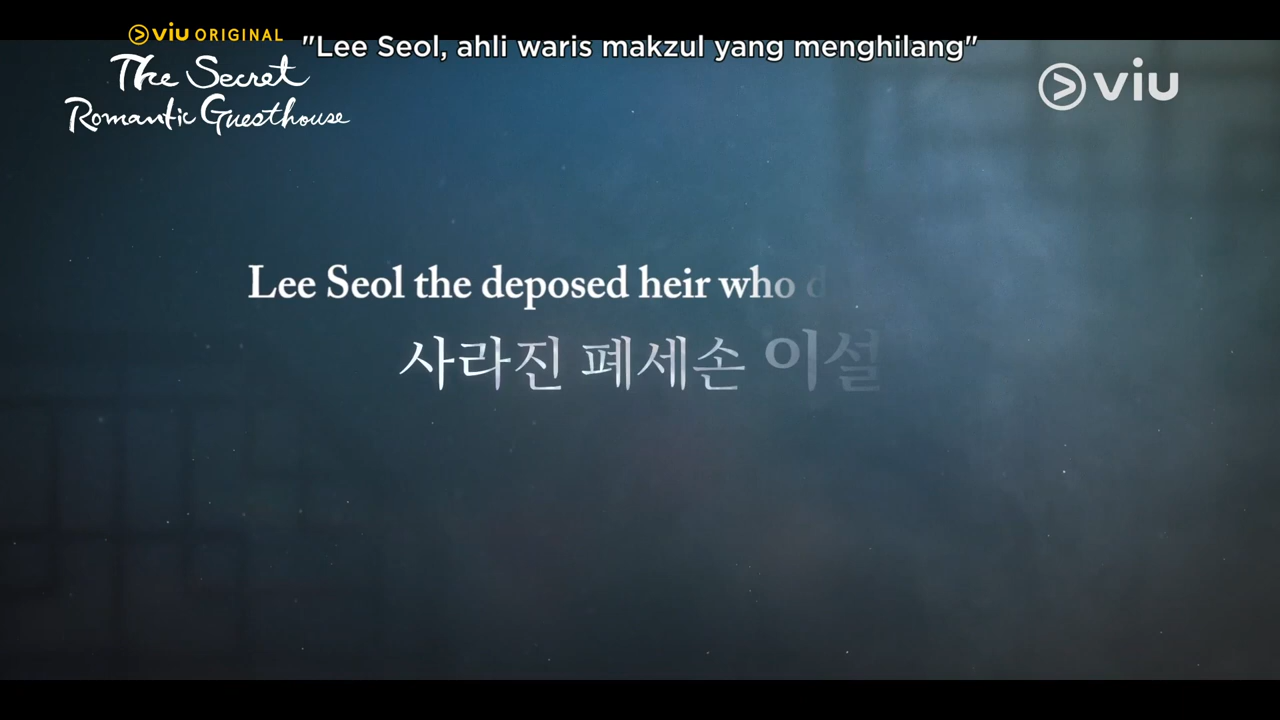 viu ORIGINAL
The Secret
Romantic Guesthouse
"Lee Seol, ahli waris makzul yang menghilang"
viu
Lee Seol the deposed heir who
사라진 폐세손 이설